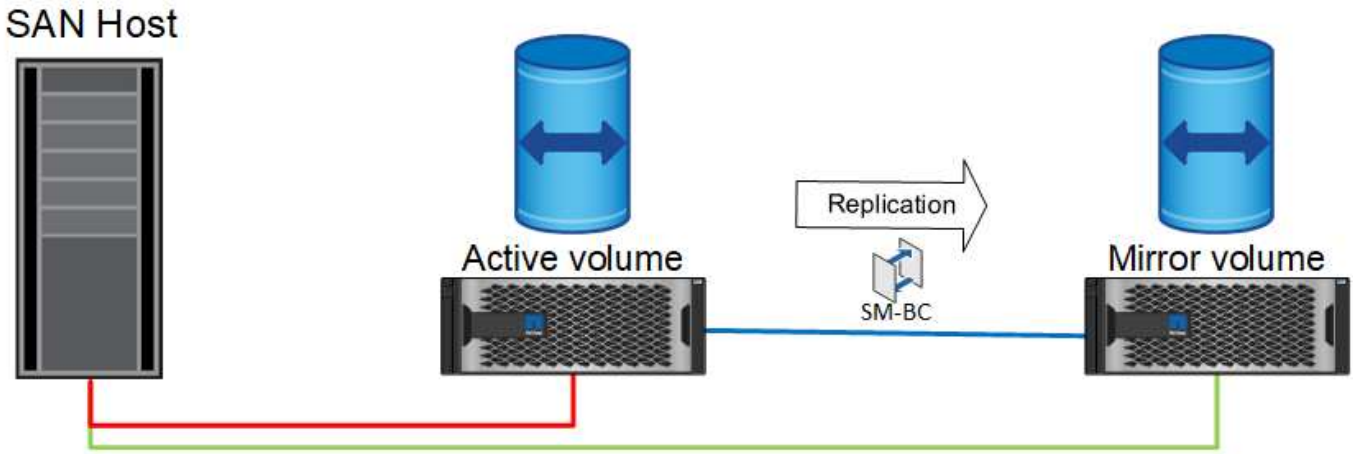 SAN Host
Replication
Active volume
Mirror volume
SM-BC